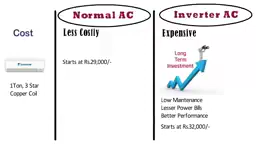 Normal AC
Inverter AC
Cost
Less Costly
Expensive
Long
Term
Investment
Starts at Rs.29,000/-
1Ton, 3 Star
Copper Coil
Low Maintenance
Lesser Power Bills
Better Performance
Starts at Rs.32,000/-